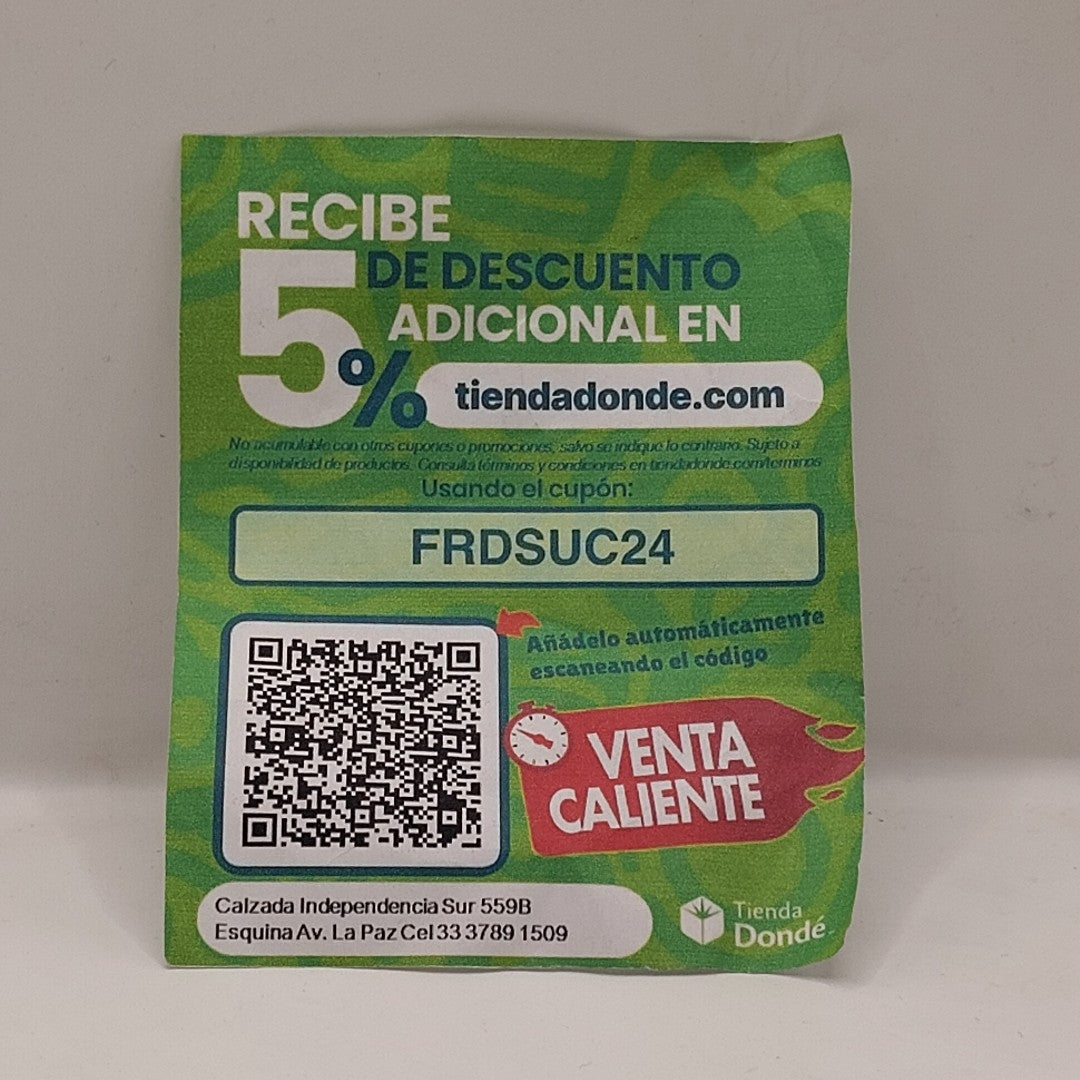 RECIBE
5% DE DESCUENTO
ADICIONAL EN
tiendadonde.com
No acumulable con otros cupones o promociones, salvo se indique lo contrario. Sujeto a
disponibilidad de productos. Consulta términos y condiciones en tiendadonde.com/terminos
Usando el cupón:
FRDSUC24
Añádelo automáticamente
escaneando el código
VENTA
CALIENTE
Calzada Independencia Sur 559B
Esquina Av. La Paz Cel 33 3789 1509
Tienda
Dondé